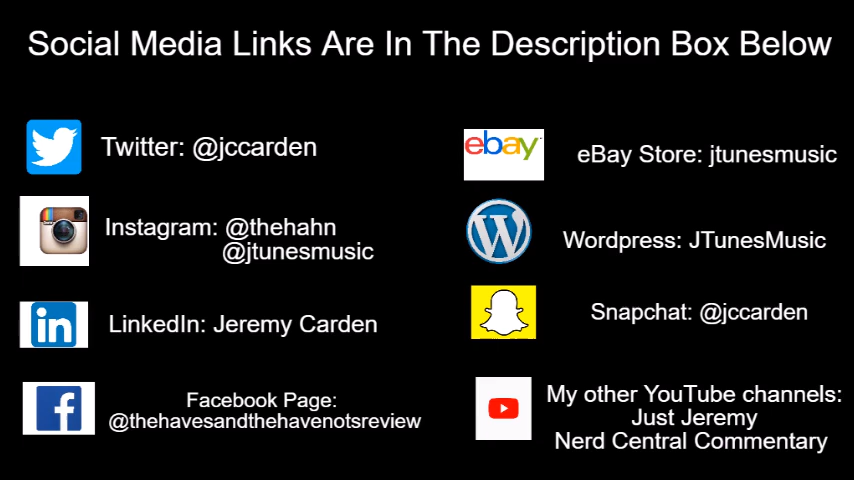 Social Media Links Are In The Description Box Below
Twitter: @jccarden
Instagram: @thehahn
@jtunesmusic
in
LinkedIn: Jeremy Carden
f
Facebook Page:
@thehavesandthehavenotsreview
ebay
eBay Store: jtunesmusic
W
Wordpress: JTunesMusic
Snapchat: @jccarden
My other YouTube channels:
Just Jeremy
Nerd Central Commentary